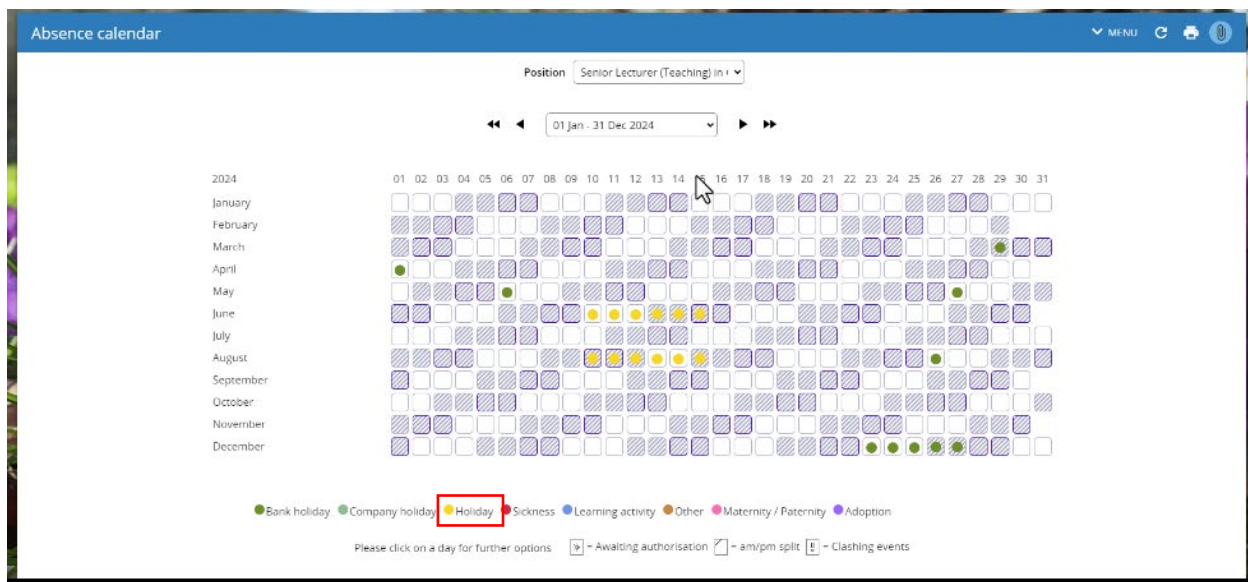 Absence calendar MENU
Position Senior Lecturer (Teaching) in
01 Jan - 31 Dec 2024
2024 01 02 03 04 05 06 07 08 09 10 11 12 13 14 15 16 17 18 19 20 21 22 23 24 25 26 27 28 29 30 31
January
February
March
April
May
June
July
August
September
October
November
December
Bank holiday Company holiday Holiday Sickness Learning activity Other Maternity / Paternity Adoption
Please click on a day for further options = Awaiting authorisation = am/pm split = Clashing events